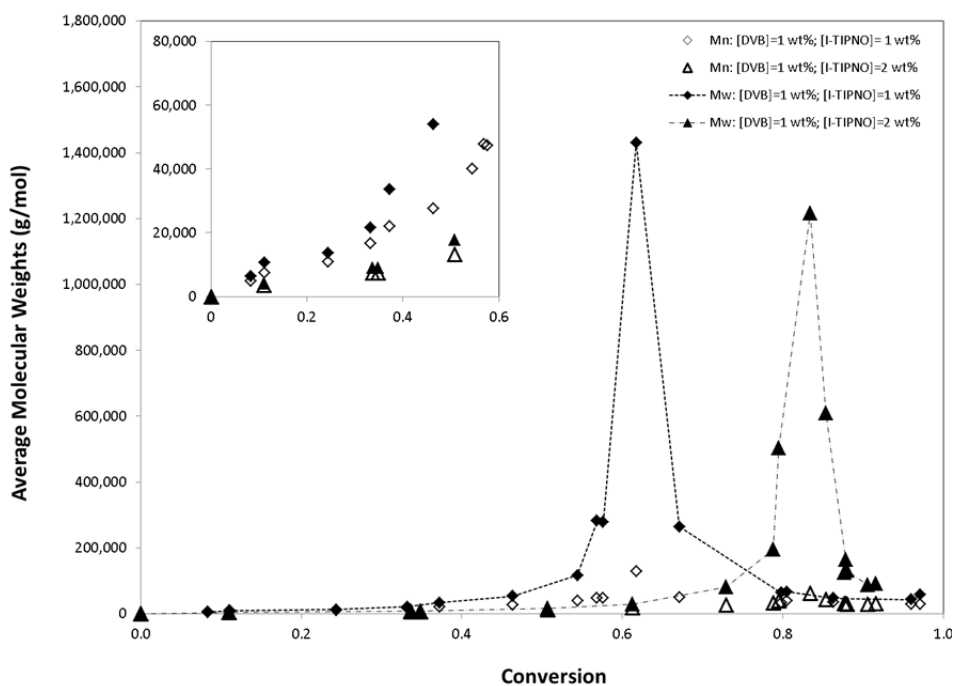 1,800,000
1,600,000
1,400,000
1,200,000
1,000,000
800,000
600,000
400,000
200,000
0
Average Molecular Weights (g/mol)
80,000
60,000
40,000
20,000
0
0 0.2 0.4 0.6
Mn: [DVB]=1 wt%; [I-TIPNO]= 1 wt%
Mn: [DVB]=1 wt%; [I-TIPNO]=2 wt%
Mw: [DVB]=1 wt%; [I-TIPNO]=1 wt%
Mw: [DVB]=1 wt%; [I-TIPNO]=2 wt%
0.0 0.2 0.4 0.6 0.8 1.0
Conversion